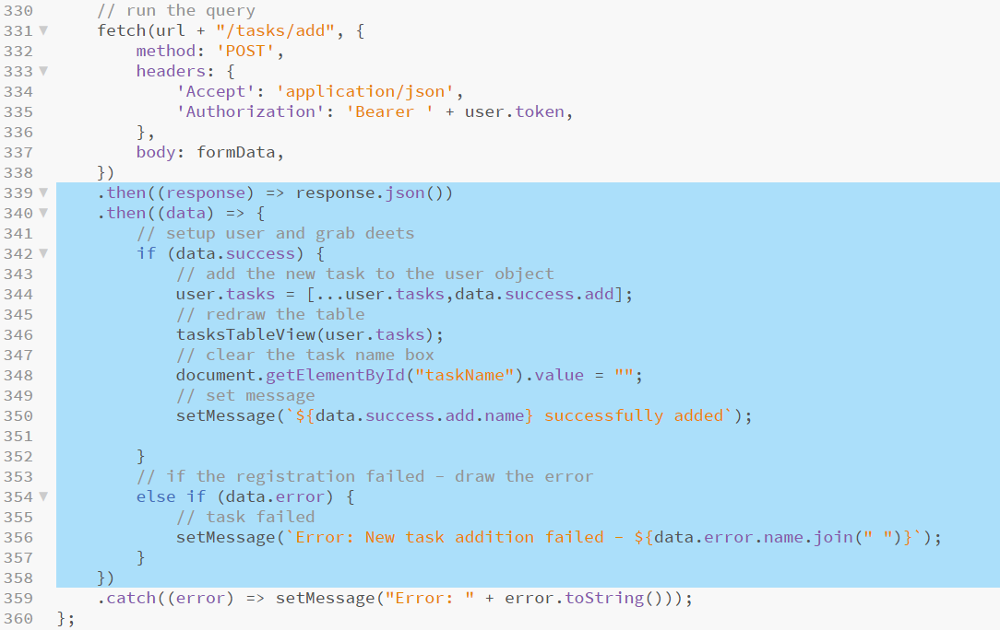 330 // run the query
331 fetch(url + "/tasks/add", {
332 method: 'POST',
333 headers: {
334 'Accept': 'application/json',
335 'Authorization': 'Bearer ' + user.token,
336 },
337 body: formData,
338 })
339 .then((response) => response.json())
340 .then((data) => {
341 // setup user and grab deets
342 if (data.success) {
343 // add the new task to the user object
344 user.tasks = [...user.tasks,data.success.add];
345 // redraw the table
346 tasksTableView(user.tasks);
347 // clear the task name box
348 document.getElementById("taskName").value = "";
349 // set message
350 setMessage(`${data.success.add.name} successfully added`);
351
352 }
353 // if the registration failed - draw the error
354 else if (data.error) {
355 // task failed
356 setMessage(`Error: New task addition failed - ${data.error.name.join(" ")}`);
357 }
358 })
359 .catch((error) => setMessage("Error: " + error.toString()));
360 };